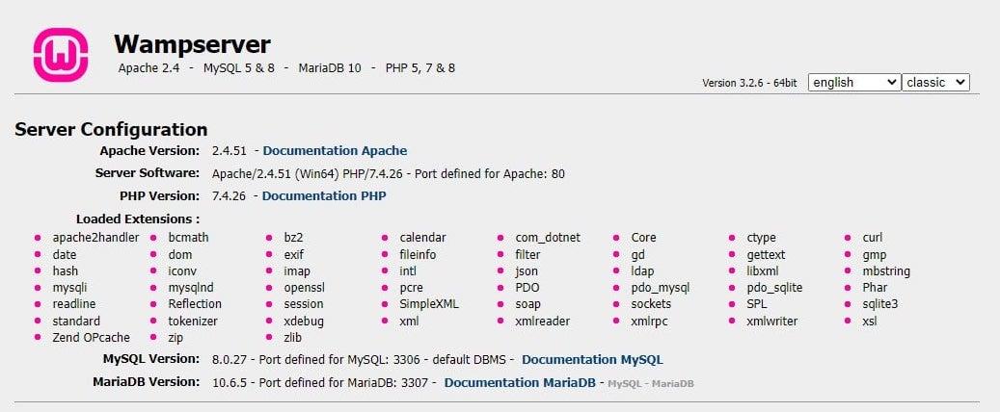 Wampserver
Apache 2.4 - MySQL 5 & 8 - MariaDB 10 - PHP 5, 7 & 8
Version 3.2.6 - 64bit english classic
Server Configuration
Apache Version: 2.4.51 - Documentation Apache
Server Software: Apache/2.4.51 (Win64) PHP/7.4.26 - Port defined for Apache: 80
PHP Version: 7.4.26 - Documentation PHP
Loaded Extensions :
apache2handler bcmath bz2 calendar com_dotnet Core ctype curl
date dom exif fileinfo filter gd gettext gmp
hash iconv imap intl json ldap libxml mbstring
mysqli mysqlnd openssl pcre PDO pdo_mysql pdo_sqlite Phar
readline Reflection session SimpleXML soap sockets SPL sqlite3
standard tokenizer xdebug xml xmlreader xmlrpc xmlwriter xsl
Zend OPcache zip zlib
MySQL Version: 8.0.27 - Port defined for MySQL: 3306 - default DBMS - Documentation MySQL
MariaDB Version: 10.6.5 - Port defined for MariaDB: 3307 - Documentation MariaDB - MySQL - MariaDB